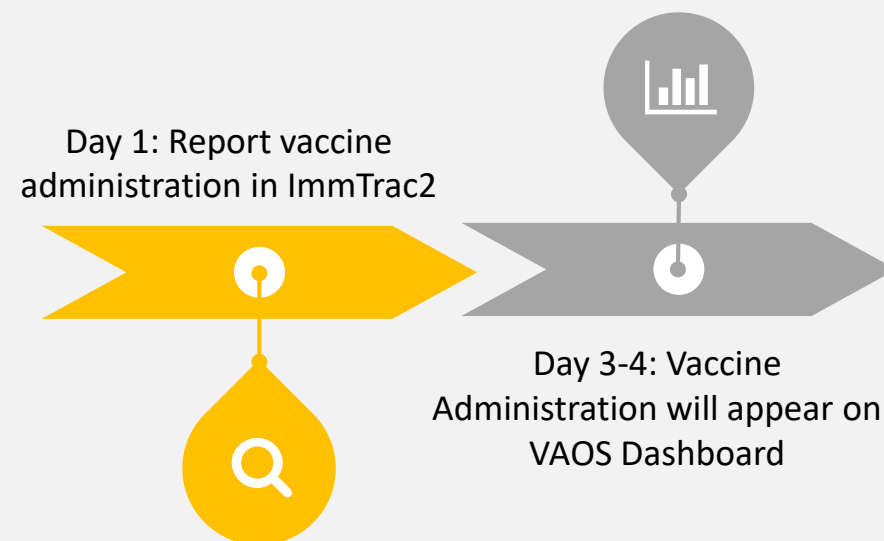 Day 1: Report vaccine
administration in ImmTrac2
Day 3-4: Vaccine
Administration will appear on
VAOS Dashboard